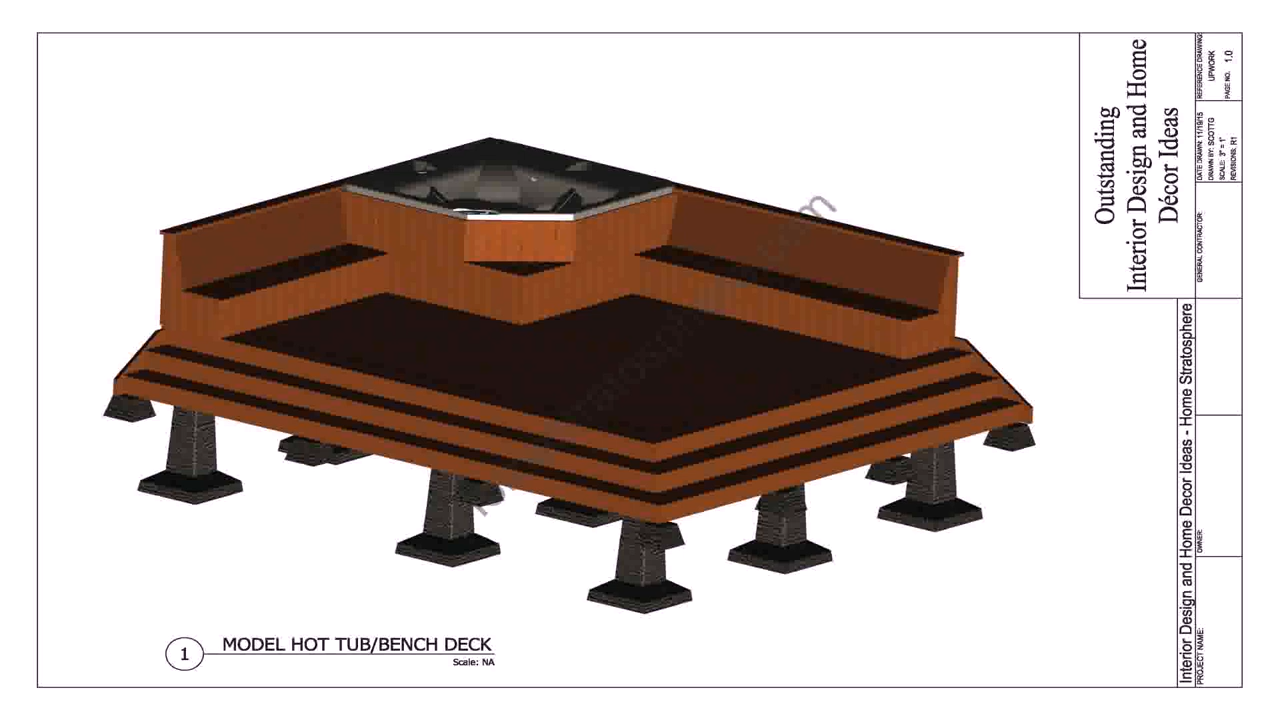 Outstanding
Interior Design and Home
Décor Ideas
REFERENCE DRAWING:
UPWORK
PAGE NO. 1.0
DATE DRAWN: 11/19/15
DRAWN BY: SCOTTG
SCALE: 3" = 1'
REVISIONS: R1
GENERAL CONTRACTOR:
Interior Design and Home Decor Ideas - Home Stratosphere
OWNER:
PROJECT NAME:
1
MODEL HOT TUB/BENCH DECK
Scale: NA